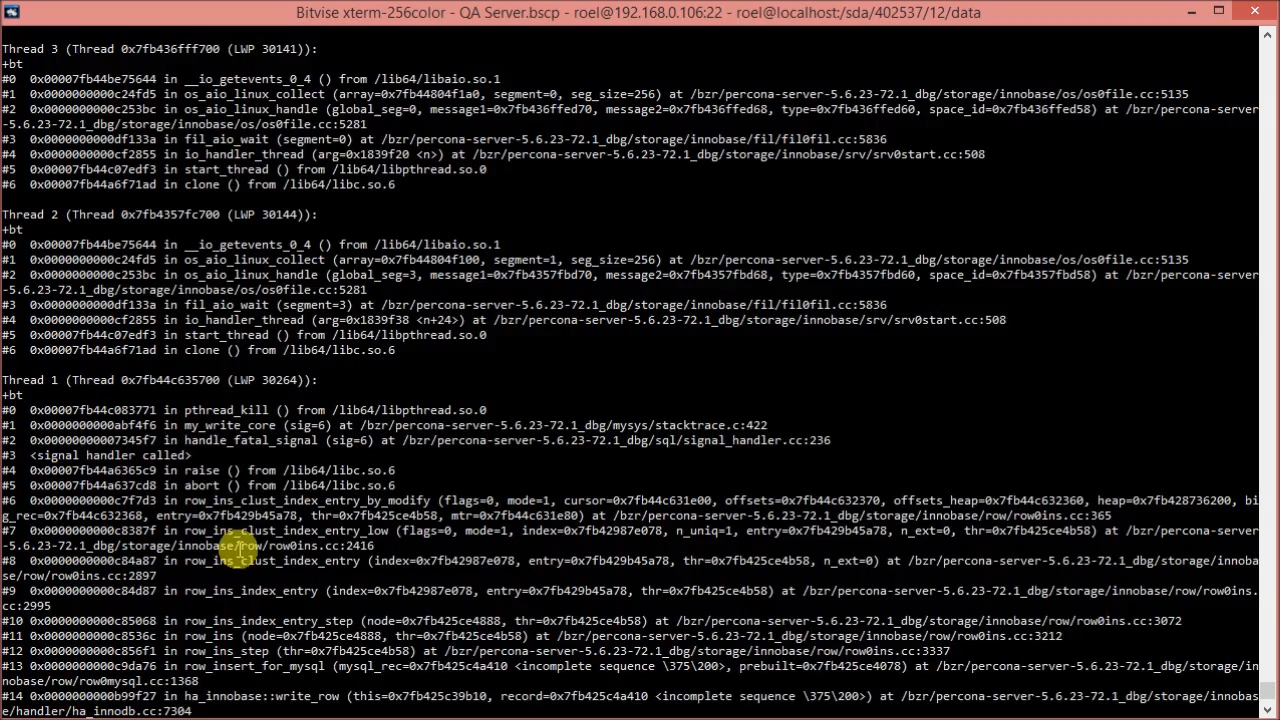 Bitvise xterm-256color - QA Server.bscp - roel@192.168.0.106:22 - roel@localhost:/sda/402537/12/data
Thread 3 (Thread 0x7fb436fff700 (LWP 30141)):
+bt
#0  0x00007fb44be75644 in __io_getevents_0_4 () from /lib64/libaio.so.1
#1  0x0000000000c24fd5 in os_aio_linux_collect (array=0x7fb44804f1a0, segment=0, seg_size=256) at /bzr/percona-server-5.6.23-72.1_dbg/storage/innobase/os/os0file.cc:5135
#2  0x0000000000c253bc in os_aio_linux_handle (global_seg=0, message1=0x7fb436ffed70, message2=0x7fb436ffed68, type=0x7fb436ffed60, space_id=0x7fb436ffed58) at /bzr/percona-server
-5.6.23-72.1_dbg/storage/innobase/os/os0file.cc:5281
#3  0x0000000000df133a in fil_aio_wait (segment=0) at /bzr/percona-server-5.6.23-72.1_dbg/storage/innobase/fil/fil0fil.cc:5836
#4  0x0000000000cf2855 in io_handler_thread (arg=0x1839f20 <n>) at /bzr/percona-server-5.6.23-72.1_dbg/storage/innobase/srv/srv0start.cc:508
#5  0x00007fb44c07edf3 in start_thread () from /lib64/libpthread.so.0
#6  0x00007fb44a6f71ad in clone () from /lib64/libc.so.6
Thread 2 (Thread 0x7fb4357fc700 (LWP 30144)):
+bt
#0  0x00007fb44be75644 in __io_getevents_0_4 () from /lib64/libaio.so.1
#1  0x0000000000c24fd5 in os_aio_linux_collect (array=0x7fb44804f100, segment=1, seg_size=256) at /bzr/percona-server-5.6.23-72.1_dbg/storage/innobase/os/os0file.cc:5135
#2  0x0000000000c253bc in os_aio_linux_handle (global_seg=3, message1=0x7fb4357fbd70, message2=0x7fb4357fbd68, type=0x7fb4357fbd60, space_id=0x7fb4357fbd58) at /bzr/percona-server
-5.6.23-72.1_dbg/storage/innobase/os/os0file.cc:5281
#3  0x0000000000df133a in fil_aio_wait (segment=3) at /bzr/percona-server-5.6.23-72.1_dbg/storage/innobase/fil/fil0fil.cc:5836
#4  0x0000000000cf2855 in io_handler_thread (arg=0x1839f38 <n+24>) at /bzr/percona-server-5.6.23-72.1_dbg/storage/innobase/srv/srv0start.cc:508
#5  0x00007fb44c07edf3 in start_thread () from /lib64/libpthread.so.0
#6  0x00007fb44a6f71ad in clone () from /lib64/libc.so.6
Thread 1 (Thread 0x7fb44c635700 (LWP 30264)):
+bt
#0  0x00007fb44c083771 in pthread_kill () from /lib64/libpthread.so.0
#1  0x0000000000abf4f6 in my_write_core (sig=6) at /bzr/percona-server-5.6.23-72.1_dbg/mysys/stacktrace.c:422
#2  0x00000000007345f7 in handle_fatal_signal (sig=6) at /bzr/percona-server-5.6.23-72.1_dbg/sql/signal_handler.cc:236
#3  <signal handler called>
#4  0x00007fb44a6365c9 in raise () from /lib64/libc.so.6
#5  0x00007fb44a637cd8 in abort () from /lib64/libc.so.6
#6  0x0000000000c7f7d3 in row_ins_clust_index_entry_by_modify (flags=0, mode=1, cursor=0x7fb44c631e00, offsets=0x7fb44c632370, offsets_heap=0x7fb44c632360, heap=0x7fb428736200, bi
g_rec=0x7fb44c632368, entry=0x7fb429b45a78, thr=0x7fb425ce4b58, mtr=0x7fb44c631e80) at /bzr/percona-server-5.6.23-72.1_dbg/storage/innobase/row/row0ins.cc:365
#7  0x0000000000c8387f in row_ins_clust_index_entry_low (flags=0, mode=1, index=0x7fb42987e078, n_uniq=1, entry=0x7fb429b45a78, n_ext=0, thr=0x7fb425ce4b58) at /bzr/percona-server
-5.6.23-72.1_dbg/storage/innobase/row/row0ins.cc:2416
#8  0x0000000000c84a87 in row_ins_clust_index_entry (index=0x7fb42987e078, entry=0x7fb429b45a78, thr=0x7fb425ce4b58, n_ext=0) at /bzr/percona-server-5.6.23-72.1_dbg/storage/innoba
se/row/row0ins.cc:2897
#9  0x0000000000c84d87 in row_ins_index_entry (index=0x7fb42987e078, entry=0x7fb429b45a78, thr=0x7fb425ce4b58) at /bzr/percona-server-5.6.23-72.1_dbg/storage/innobase/row/row0ins.
cc:2995
#10 0x0000000000c85068 in row_ins_index_entry_step (node=0x7fb425ce4888, thr=0x7fb425ce4b58) at /bzr/percona-server-5.6.23-72.1_dbg/storage/innobase/row/row0ins.cc:3072
#11 0x0000000000c8536c in row_ins (node=0x7fb425ce4888, thr=0x7fb425ce4b58) at /bzr/percona-server-5.6.23-72.1_dbg/storage/innobase/row/row0ins.cc:3212
#12 0x0000000000c856f1 in row_ins_step (thr=0x7fb425ce4b58) at /bzr/percona-server-5.6.23-72.1_dbg/storage/innobase/row/row0ins.cc:3337
#13 0x0000000000c9da76 in row_insert_for_mysql (mysql_rec=0x7fb425c4a410 <incomplete sequence \375\200>, prebuilt=0x7fb425ce4078) at /bzr/percona-server-5.6.23-72.1_dbg/storage/in
nobase/row/row0mysql.cc:1368
#14 0x0000000000b99f27 in ha_innobase::write_row (this=0x7fb425c39b10, record=0x7fb425c4a410 <incomplete sequence \375\200>) at /bzr/percona-server-5.6.23-72.1_dbg/storage/innobas
e/handler/ha_innodb.cc:7304